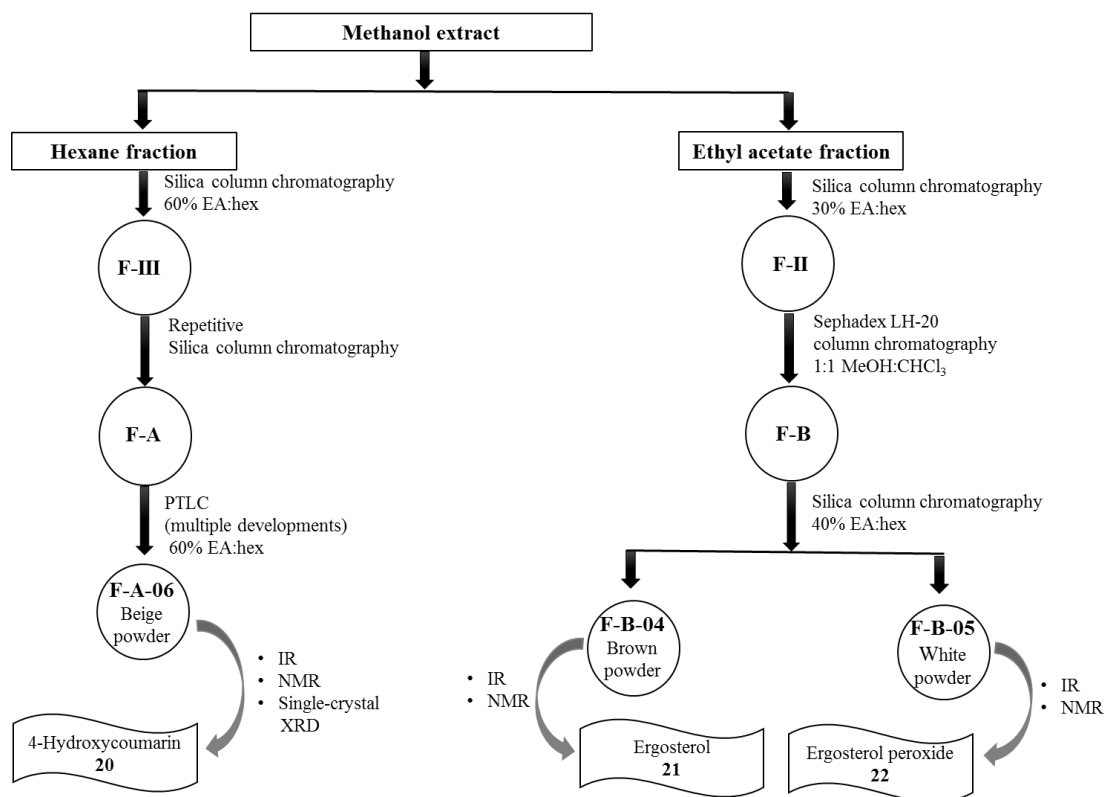 Methanol extract
Hexane fraction
Silica column chromatography
60% EA:hex
F-III
Repetitive
Silica column chromatography
F-A
PTLC
(multiple developments)
60% EA:hex
F-A-06
Beige
powder
• IR
• NMR
• Single-crystal
XRD
4-Hydroxycoumarin
20
Ethyl acetate fraction
Silica column chromatography
30% EA:hex
F-II
Sephadex LH-20
column chromatography
1:1 MeOH:CHCl₃
F-B
Silica column chromatography
40% EA:hex
F-B-04
Brown
powder
• IR
• NMR
Ergosterol
21
F-B-05
White
powder
• IR
• NMR
Ergosterol peroxide
22